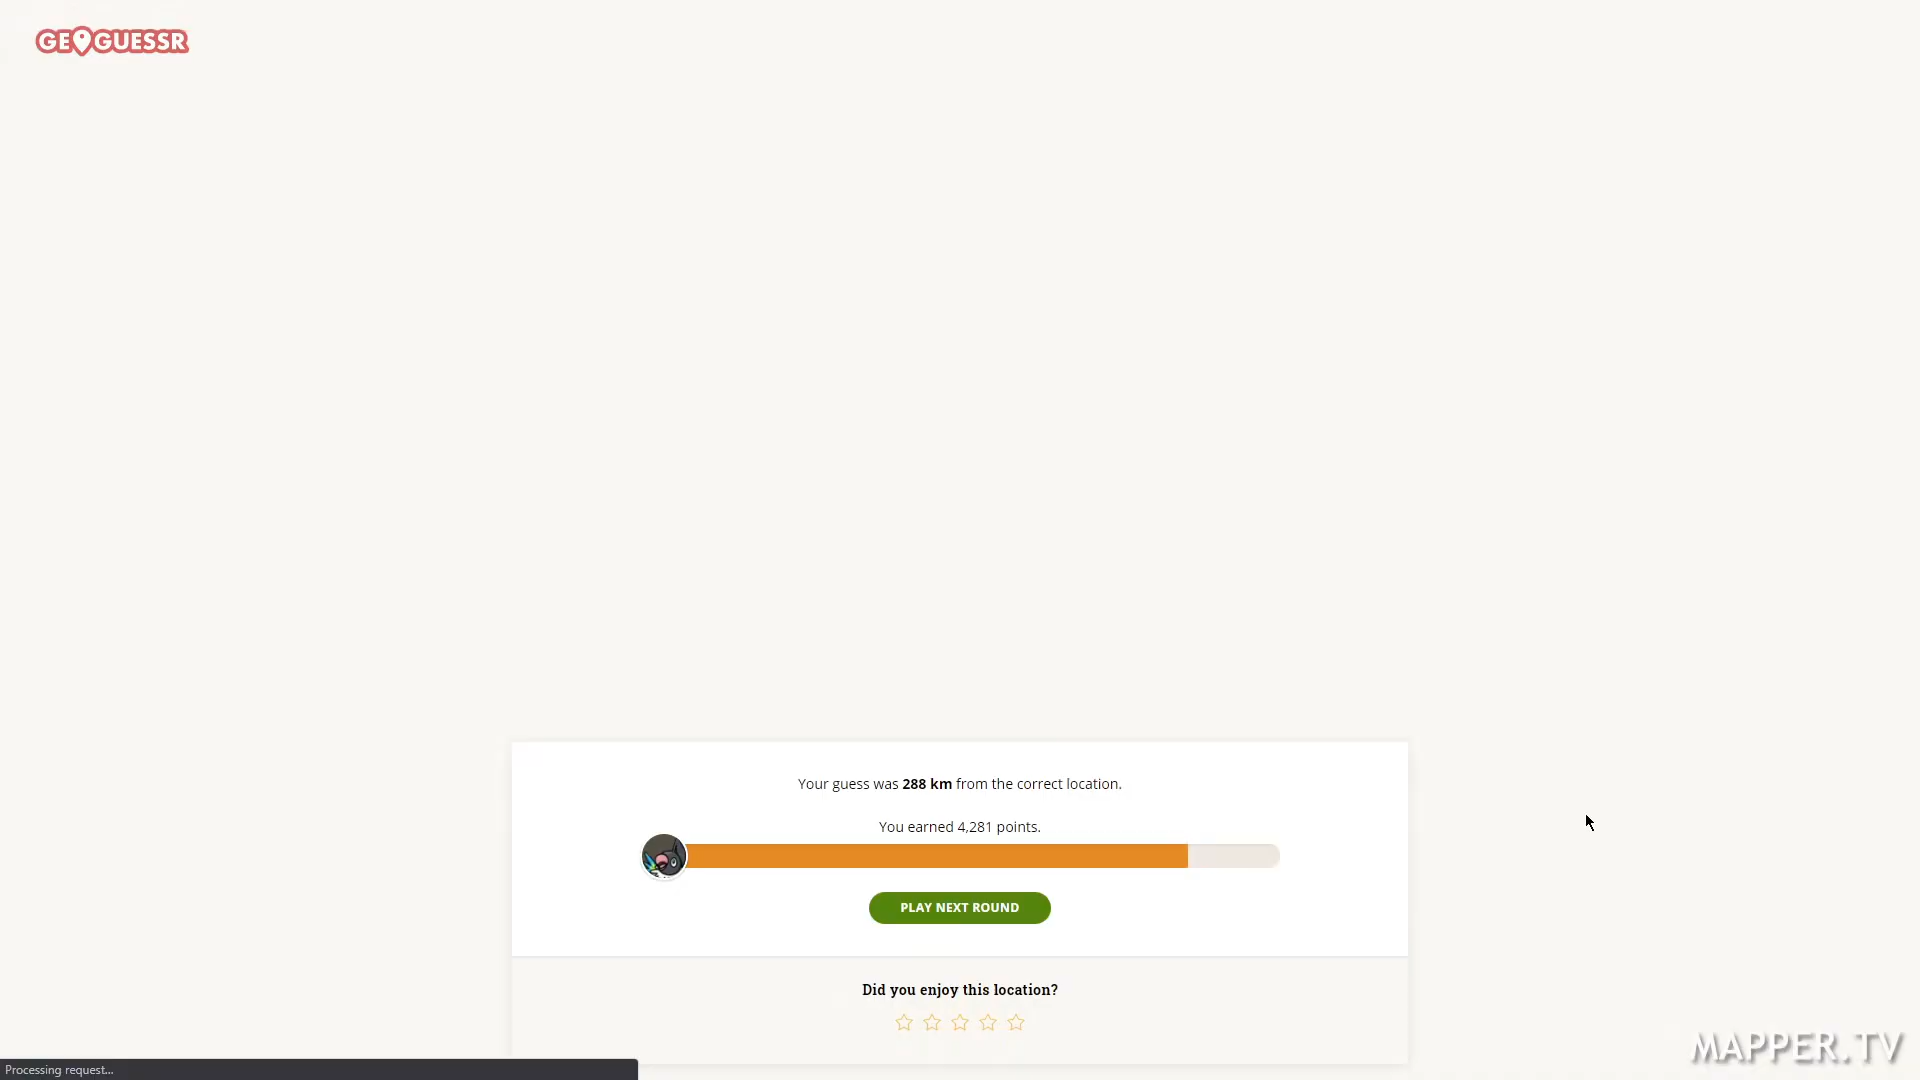 GEOGUESSR
Your guess was 288 km from the correct location.
You earned 4,281 points.
PLAY NEXT ROUND
Did you enjoy this location?
MAPPER.TV
Processing request...